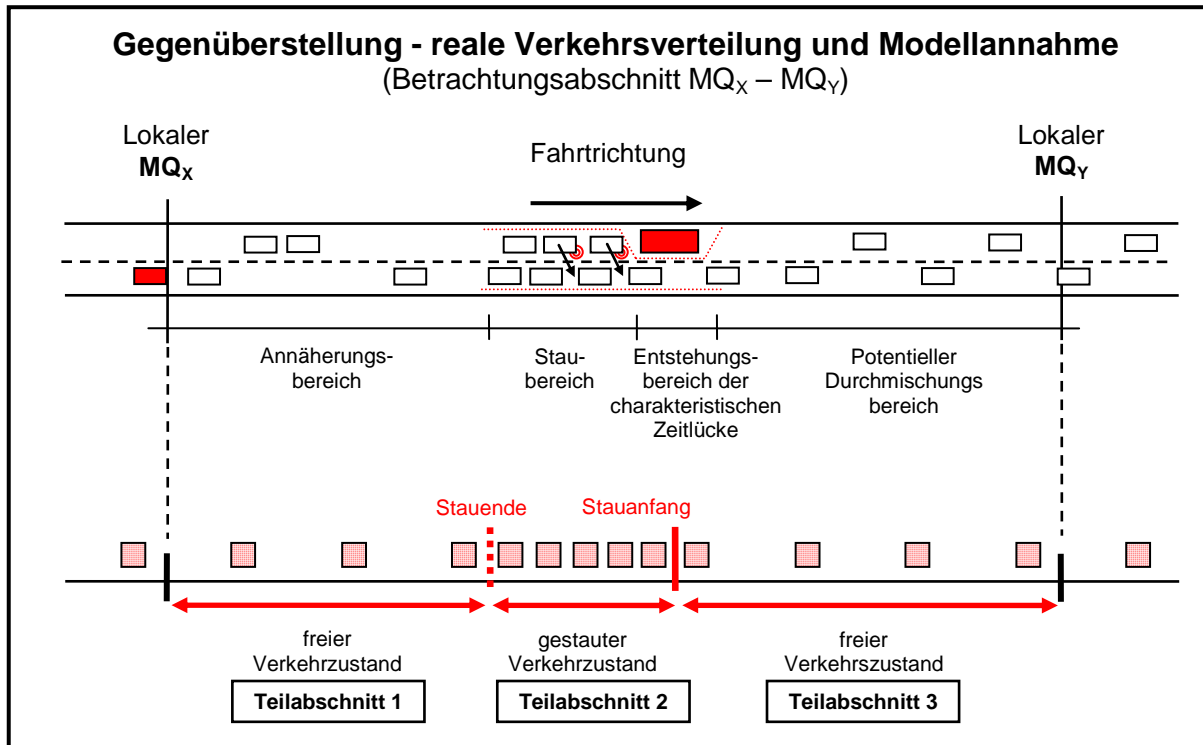 Gegenüberstellung - reale Verkehrsverteilung und Modellannahme
(Betrachtungsabschnitt MQX – MQY)
Lokaler
MQX
Fahrtrichtung
Lokaler
MQY
Annäherungs-
bereich
Stau-
bereich
Entstehungs-
bereich der
charakteristischen
Zeitlücke
Potentieller
Durchmischungs
bereich
Stauende
Stauanfang
freier
Verkehrzustand
Teilabschnitt 1
gestauter
Verkehrzustand
Teilabschnitt 2
freier
Verkehrszustand
Teilabschnitt 3